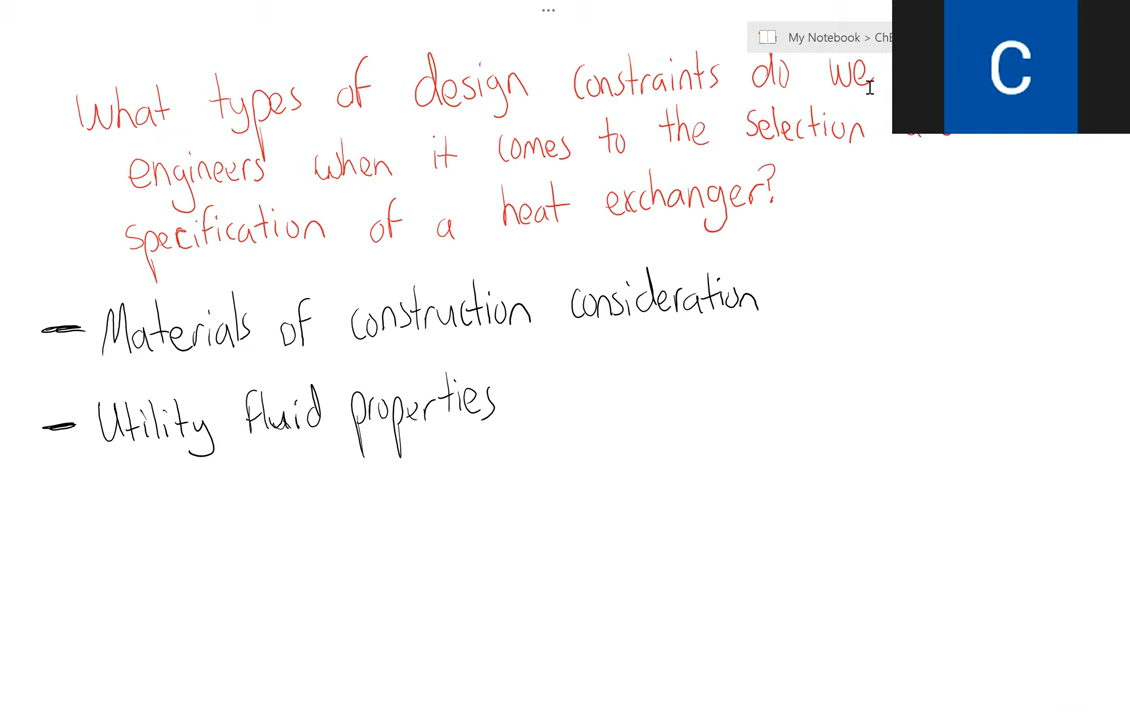 My Notebook > ChE
C
What types of design constraints do we
engineers when it comes to the selection
specification of a heat exchanger?
- Materials of construction consideration
- Utility fluid properties